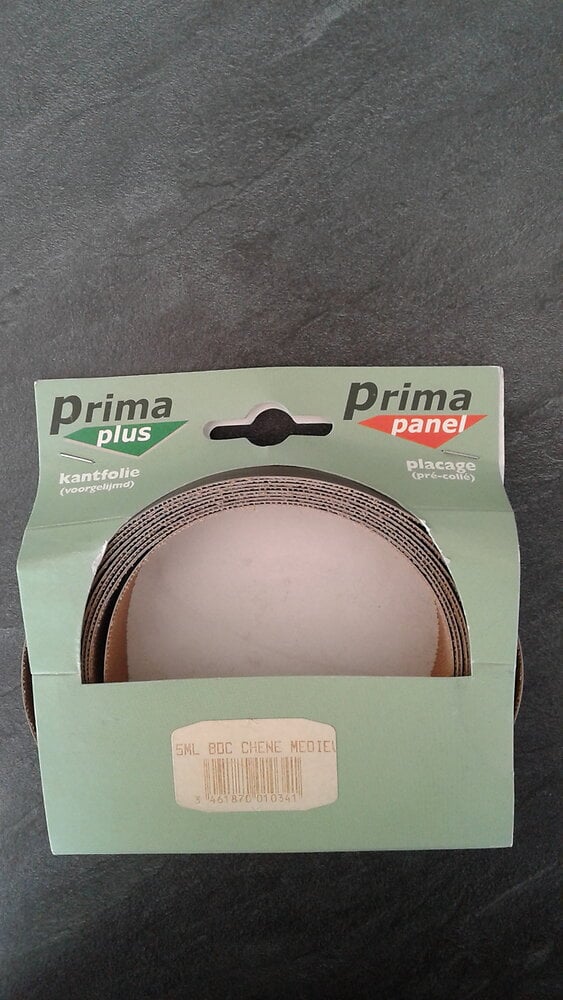 prima
plus
kantfolie
(voorgelijmd)
prima
panel
placage
(pré-collé)
5ML BDC CHENE MEDIEV
3 461870 010341